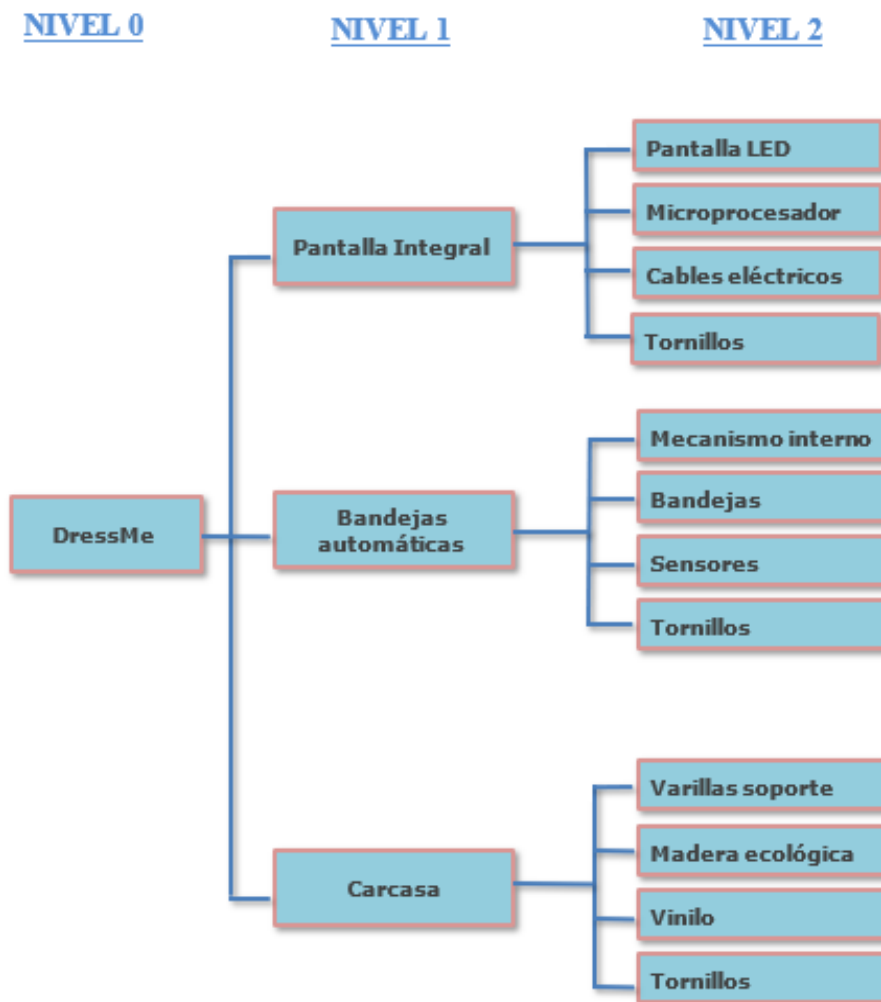 NIVEL 0
NIVEL 1
NIVEL 2
Pantalla LED
Microprocesador
Pantalla Integral
Cables eléctricos
Tornillos
Mecanismo interno
Bandejas
DressMe
Bandejas
automáticas
Sensores
Tornillos
Varillas soporte
Madera ecológica
Carcasa
Vinilo
Tornillos